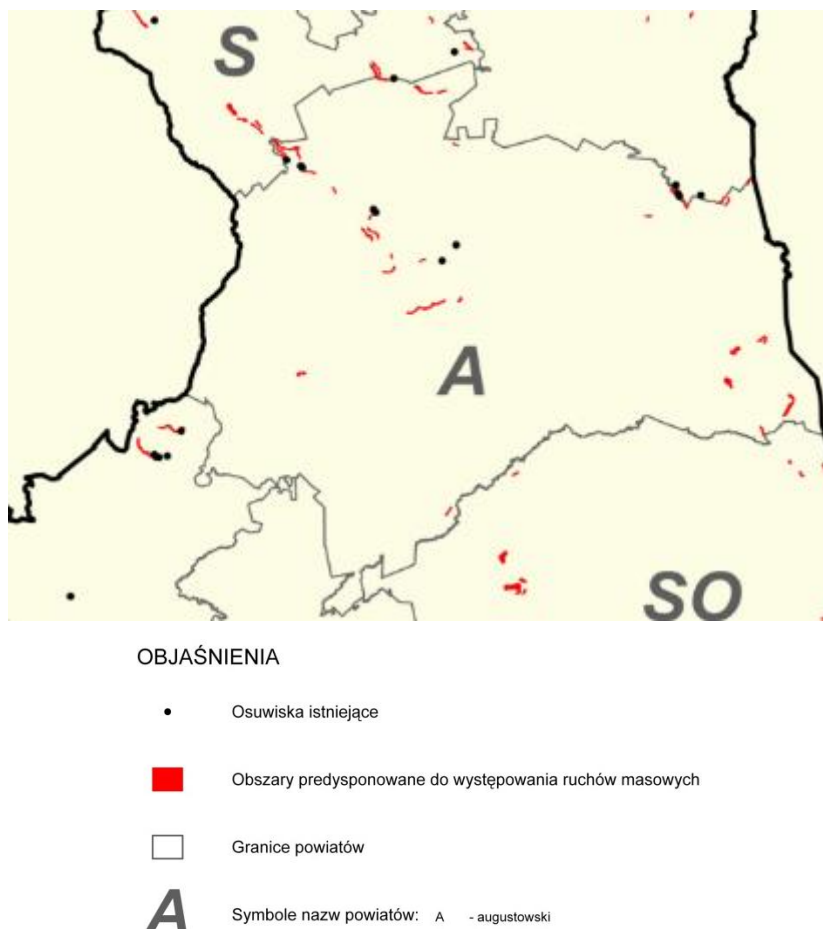 S
A
SO
OBJAŚNIENIA
Osuwiska istniejące
Obszary predysponowane do występowania ruchów masowych
Granice powiatów
A Symbole nazw powiatów: A - augustowski